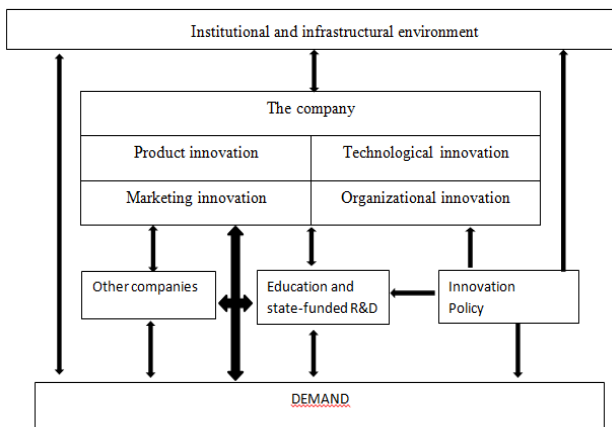 Institutional and infrastructural environment
The company
Product innovation
Technological innovation
Marketing innovation
Organizational innovation
Other companies
Education and
state-funded R&D
Innovation
Policy
DEMAND